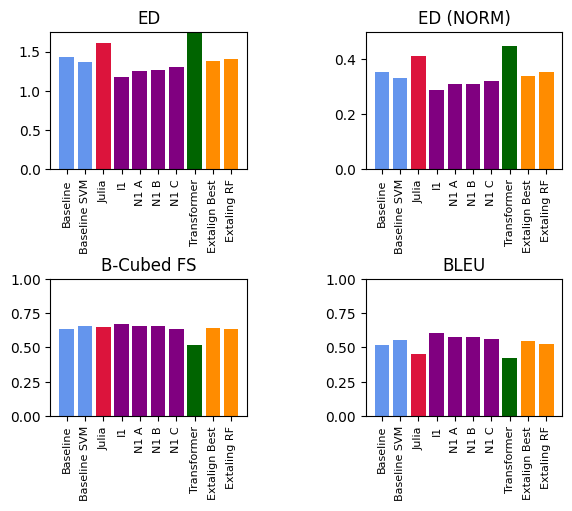 ED
1.5
1.0
0.5
0.0
Baseline
Baseline SVM
Julia
I1
N1 A
N1 B
N1 C
Transformer
Extalign Best
Extaling RF
ED (NORM)
0.4
0.2
0.0
Baseline
Baseline SVM
Julia
I1
N1 A
N1 B
N1 C
Transformer
Extalign Best
Extaling RF
B-Cubed FS
1.00
0.75
0.50
0.25
0.00
Baseline
Baseline SVM
Julia
I1
N1 A
N1 B
N1 C
Transformer
Extalign Best
Extaling RF
BLEU
1.00
0.75
0.50
0.25
0.00
Baseline
Baseline SVM
Julia
I1
N1 A
N1 B
N1 C
Transformer
Extalign Best
Extaling RF